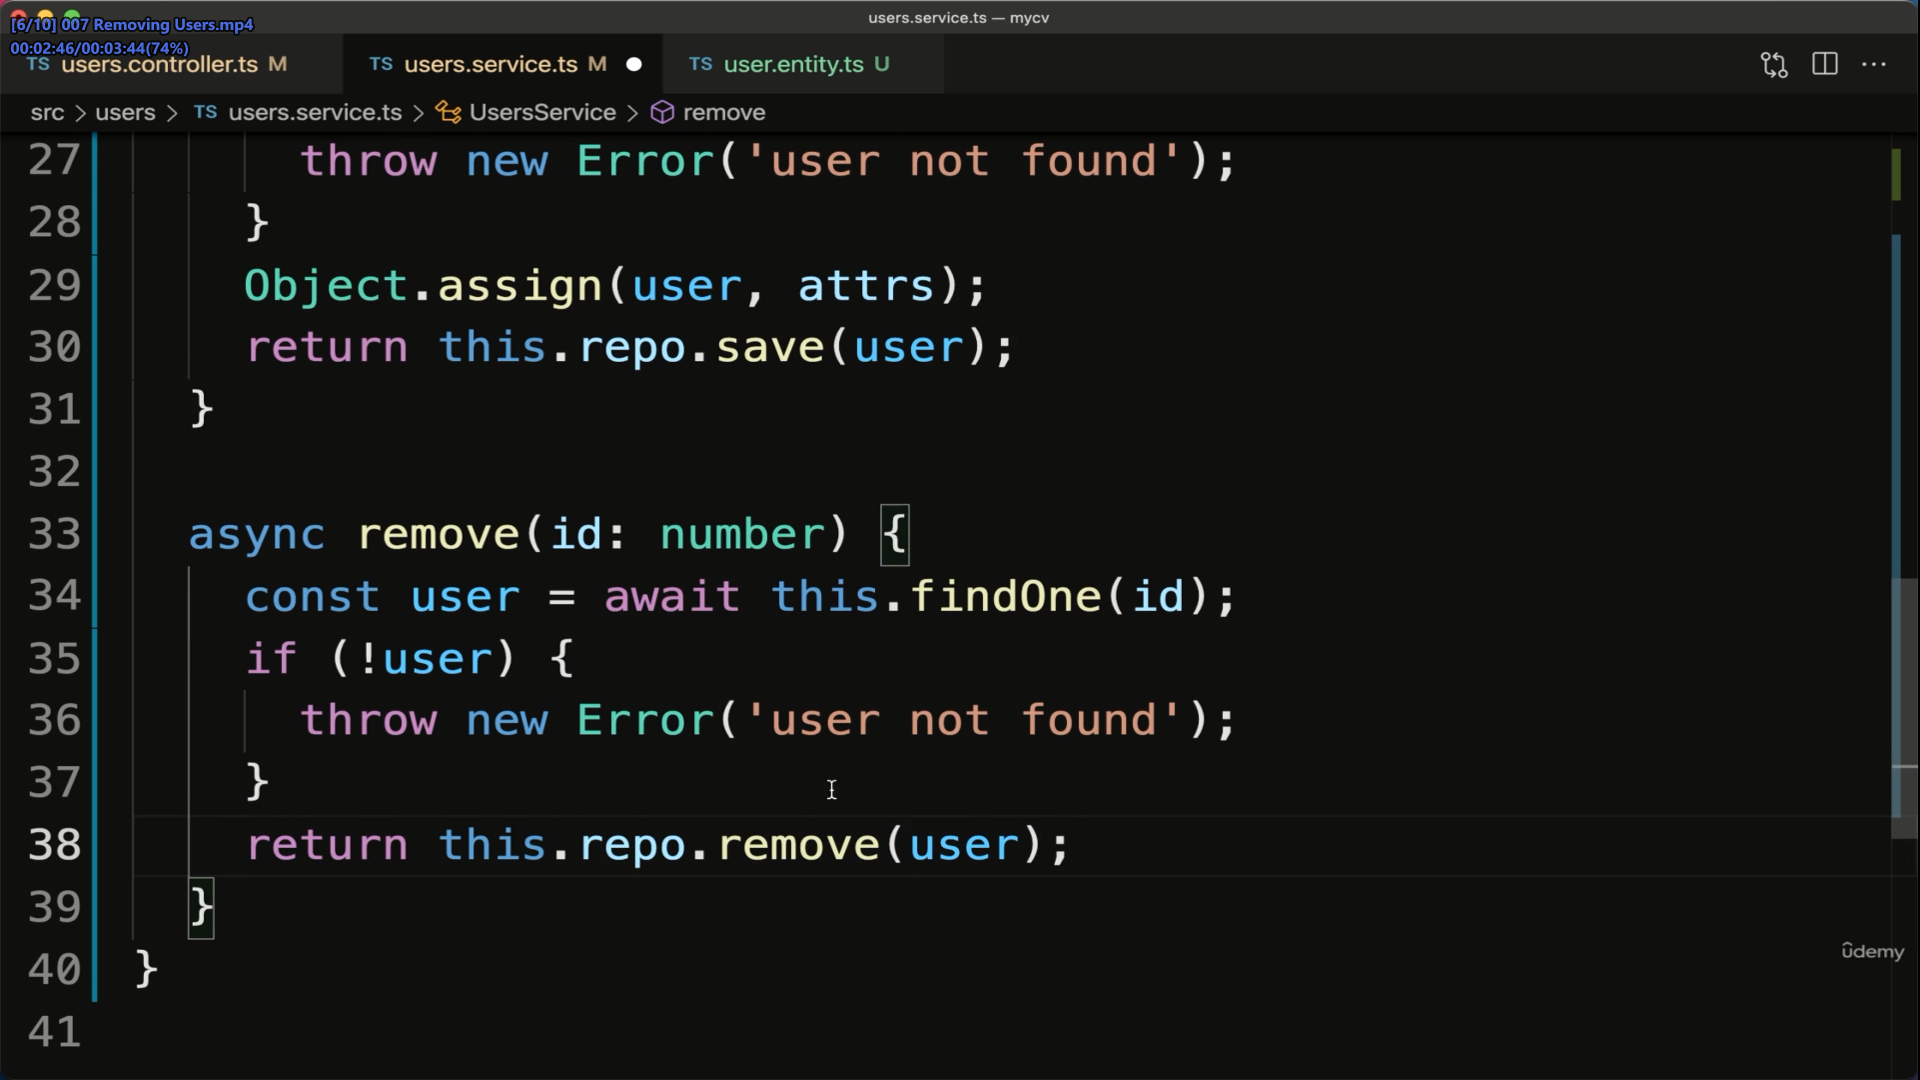 users.service.ts — mycv
[6/10] 007 Removing Users.mp4
00:02:46/00:03:44(74%)
TS users.controller.ts M
TS users.service.ts M
TS user.entity.ts U
src > users > TS users.service.ts > UsersService > remove
27 throw new Error('user not found');
28 }
29 Object.assign(user, attrs);
30 return this.repo.save(user);
31 }
32
33 async remove(id: number) {
34 const user = await this.findOne(id);
35 if (!user) {
36 throw new Error('user not found');
37 }
38 return this.repo.remove(user);
39 }
40 }
41
ûdemy